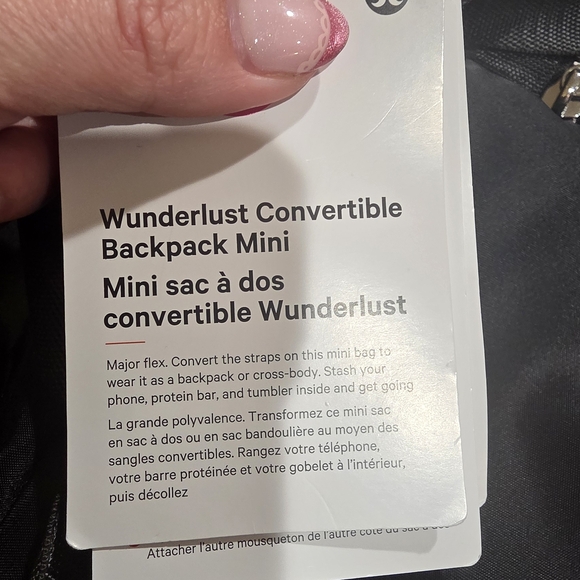 Wunderlust Convertible
Backpack Mini
Mini sac à dos
convertible Wunderlust
Major flex. Convert the straps on this mini bag to
wear it as a backpack or cross-body. Stash your
phone, protein bar, and tumbler inside and get going
La grande polyvalence. Transformez ce mini sac
en sac à dos ou en sac bandoulière au moyen des
sangles convertibles. Rangez votre téléphone,
votre barre protéinée et votre gobelet à l'intérieur,
puis décollez
Attacher l'autre mousqueton de l'autre côté du sac à